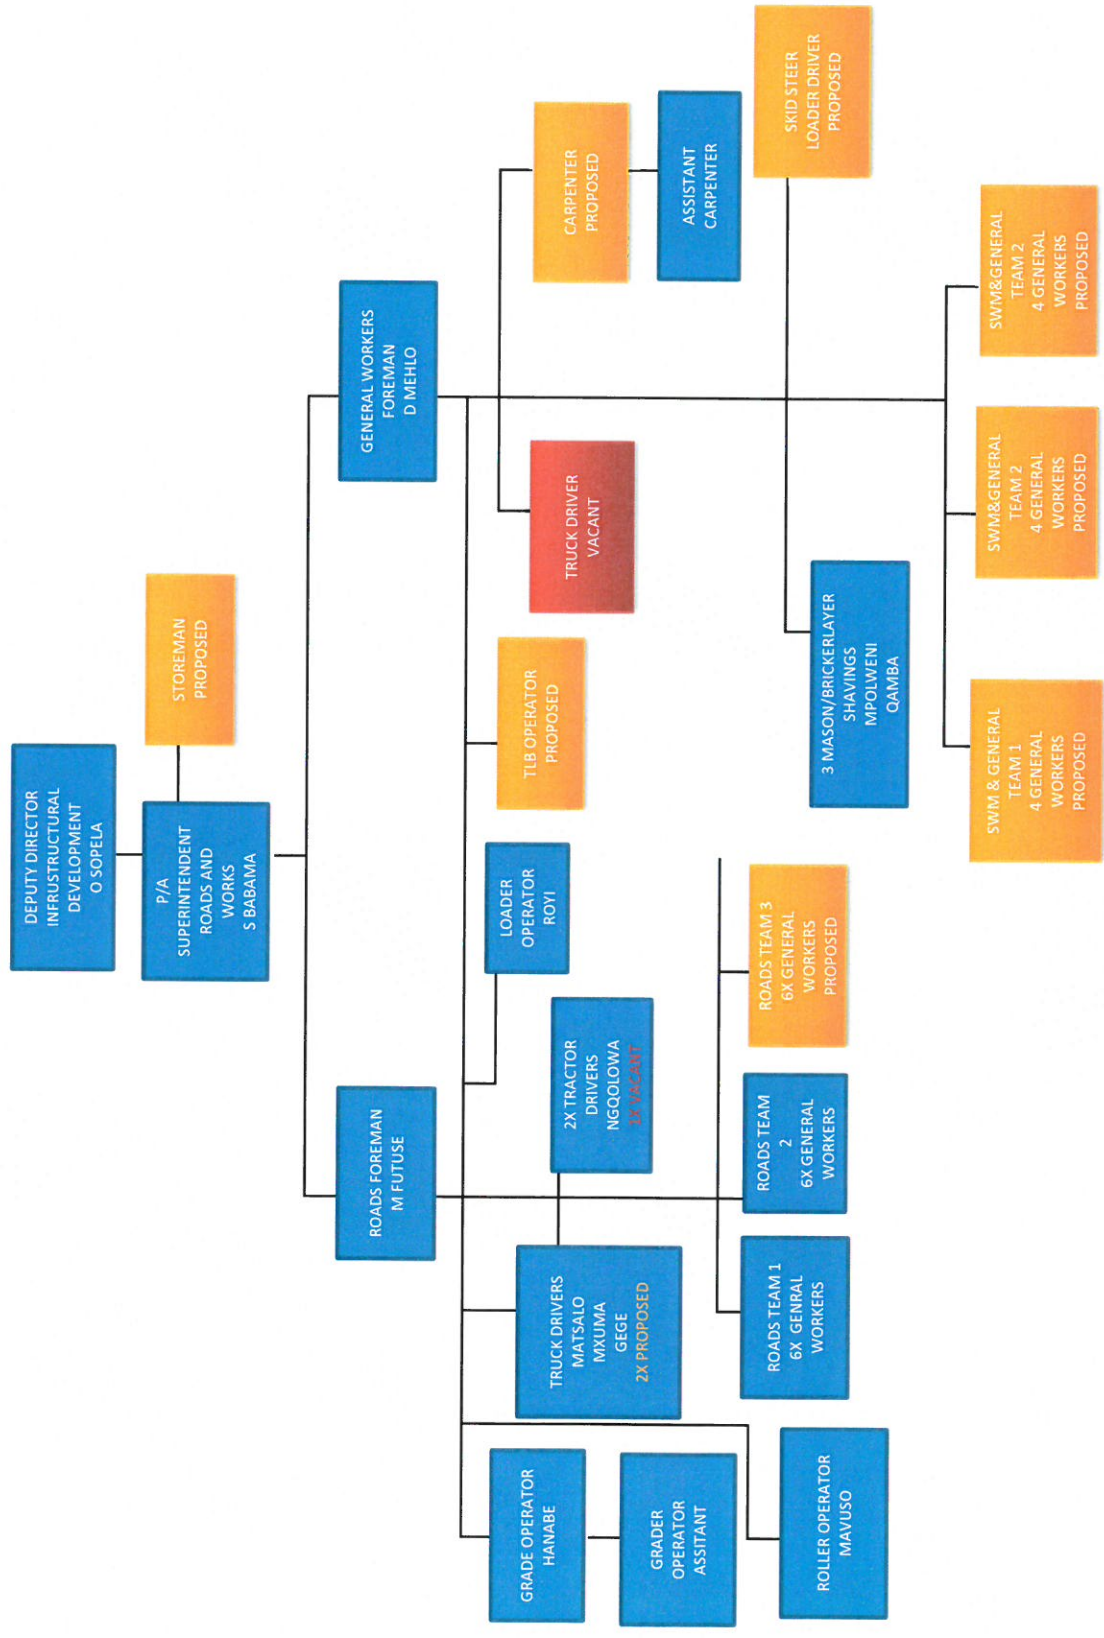 DEPUTY DIRECTOR
INFRUSTRUCTURAL
DEVELOPMENT
O SOPELA
P/A
SUPERINTENDENT
ROADS AND
WORKS
S BABAMA
STOREMAN
PROPOSED
ROADS FOREMAN
M FUTUSE
GENERAL WORKERS
FOREMAN
D MEHLO
GRADE OPERATOR
HANABE
GRADER
OPERATOR
ASSITANT
ROLLER OPERATOR
MAVUSO
TRUCK DRIVERS
MATSALO
MXUMA
GEGE
2X PROPOSED
2X TRACTOR
DRIVERS
NGQOLOWA
1X VACANT
LOADER
OPERATOR
ROYI
TLB OPERATOR
PROPOSED
TRUCK DRIVER
VACANT
CARPENTER
PROPOSED
ASSISTANT
CARPENTER
ROADS TEAM 1
6X GENRAL
WORKERS
ROADS TEAM
2
6X GENERAL
WORKERS
ROADS TEAM 3
6X GENERAL
WORKERS
PROPOSED
3 MASON/BRICKERLAYER
SHAVINGS
MPOLWENI
QAMBA
SKID STEER
LOADER DRIVER
PROPOSED
SWM & GENERAL
TEAM 1
4 GENERAL
WORKERS
PROPOSED
SWM&GENERAL
TEAM 2
4 GENERAL
WORKERS
PROPOSED
SWM&GENERAL
TEAM 2
4 GENERAL
WORKERS
PROPOSED